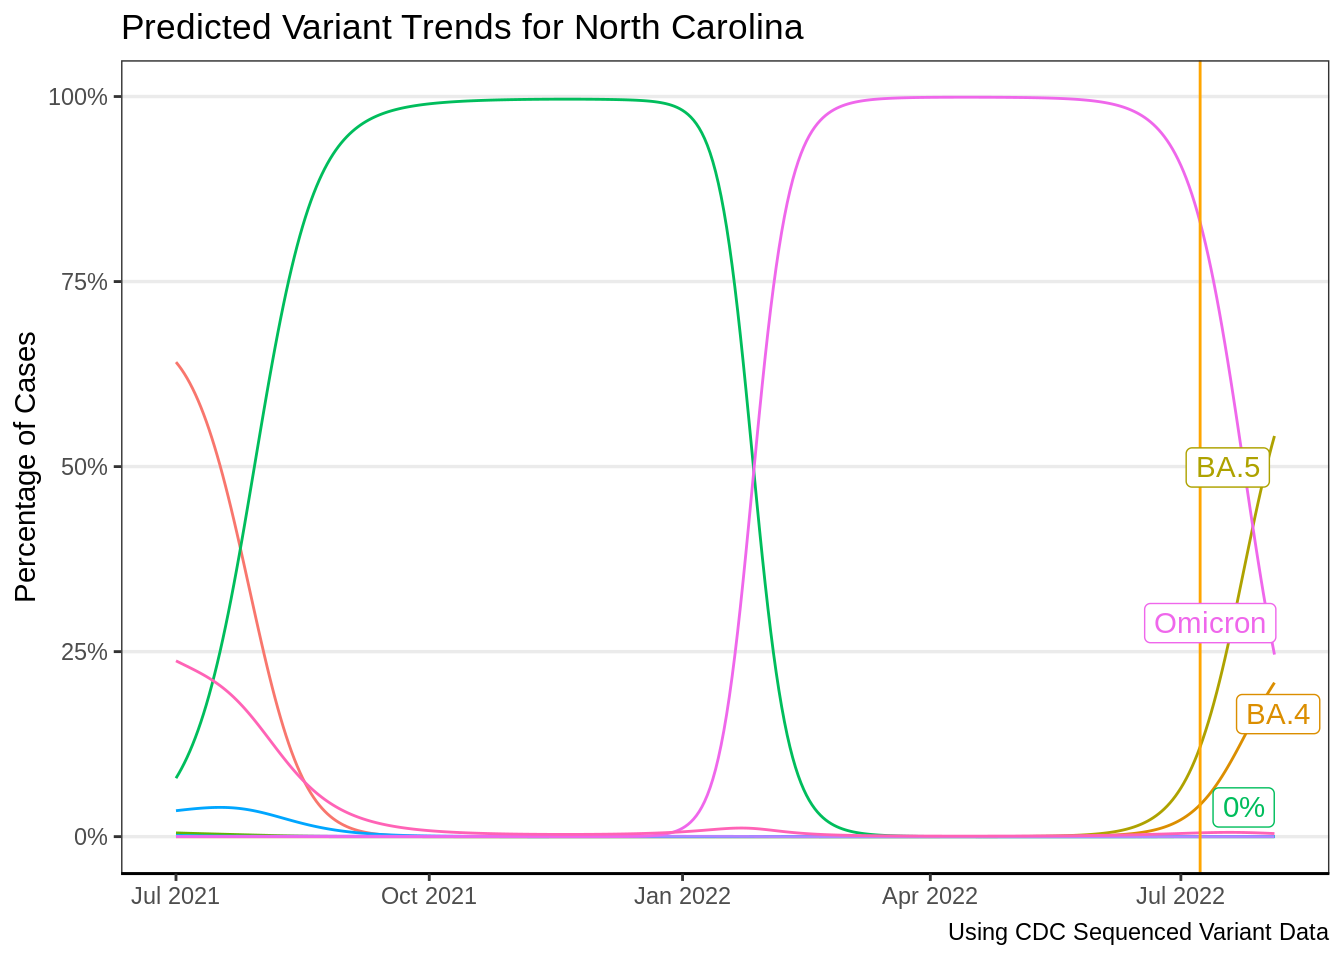 Predicted Variant Trends for North Carolina
Percentage of Cases
100%
75%
50%
25%
0%
BA.5
Omicron
BA.4
0%
Jul 2021
Oct 2021
Jan 2022
Apr 2022
Jul 2022
Using CDC Sequenced Variant Data